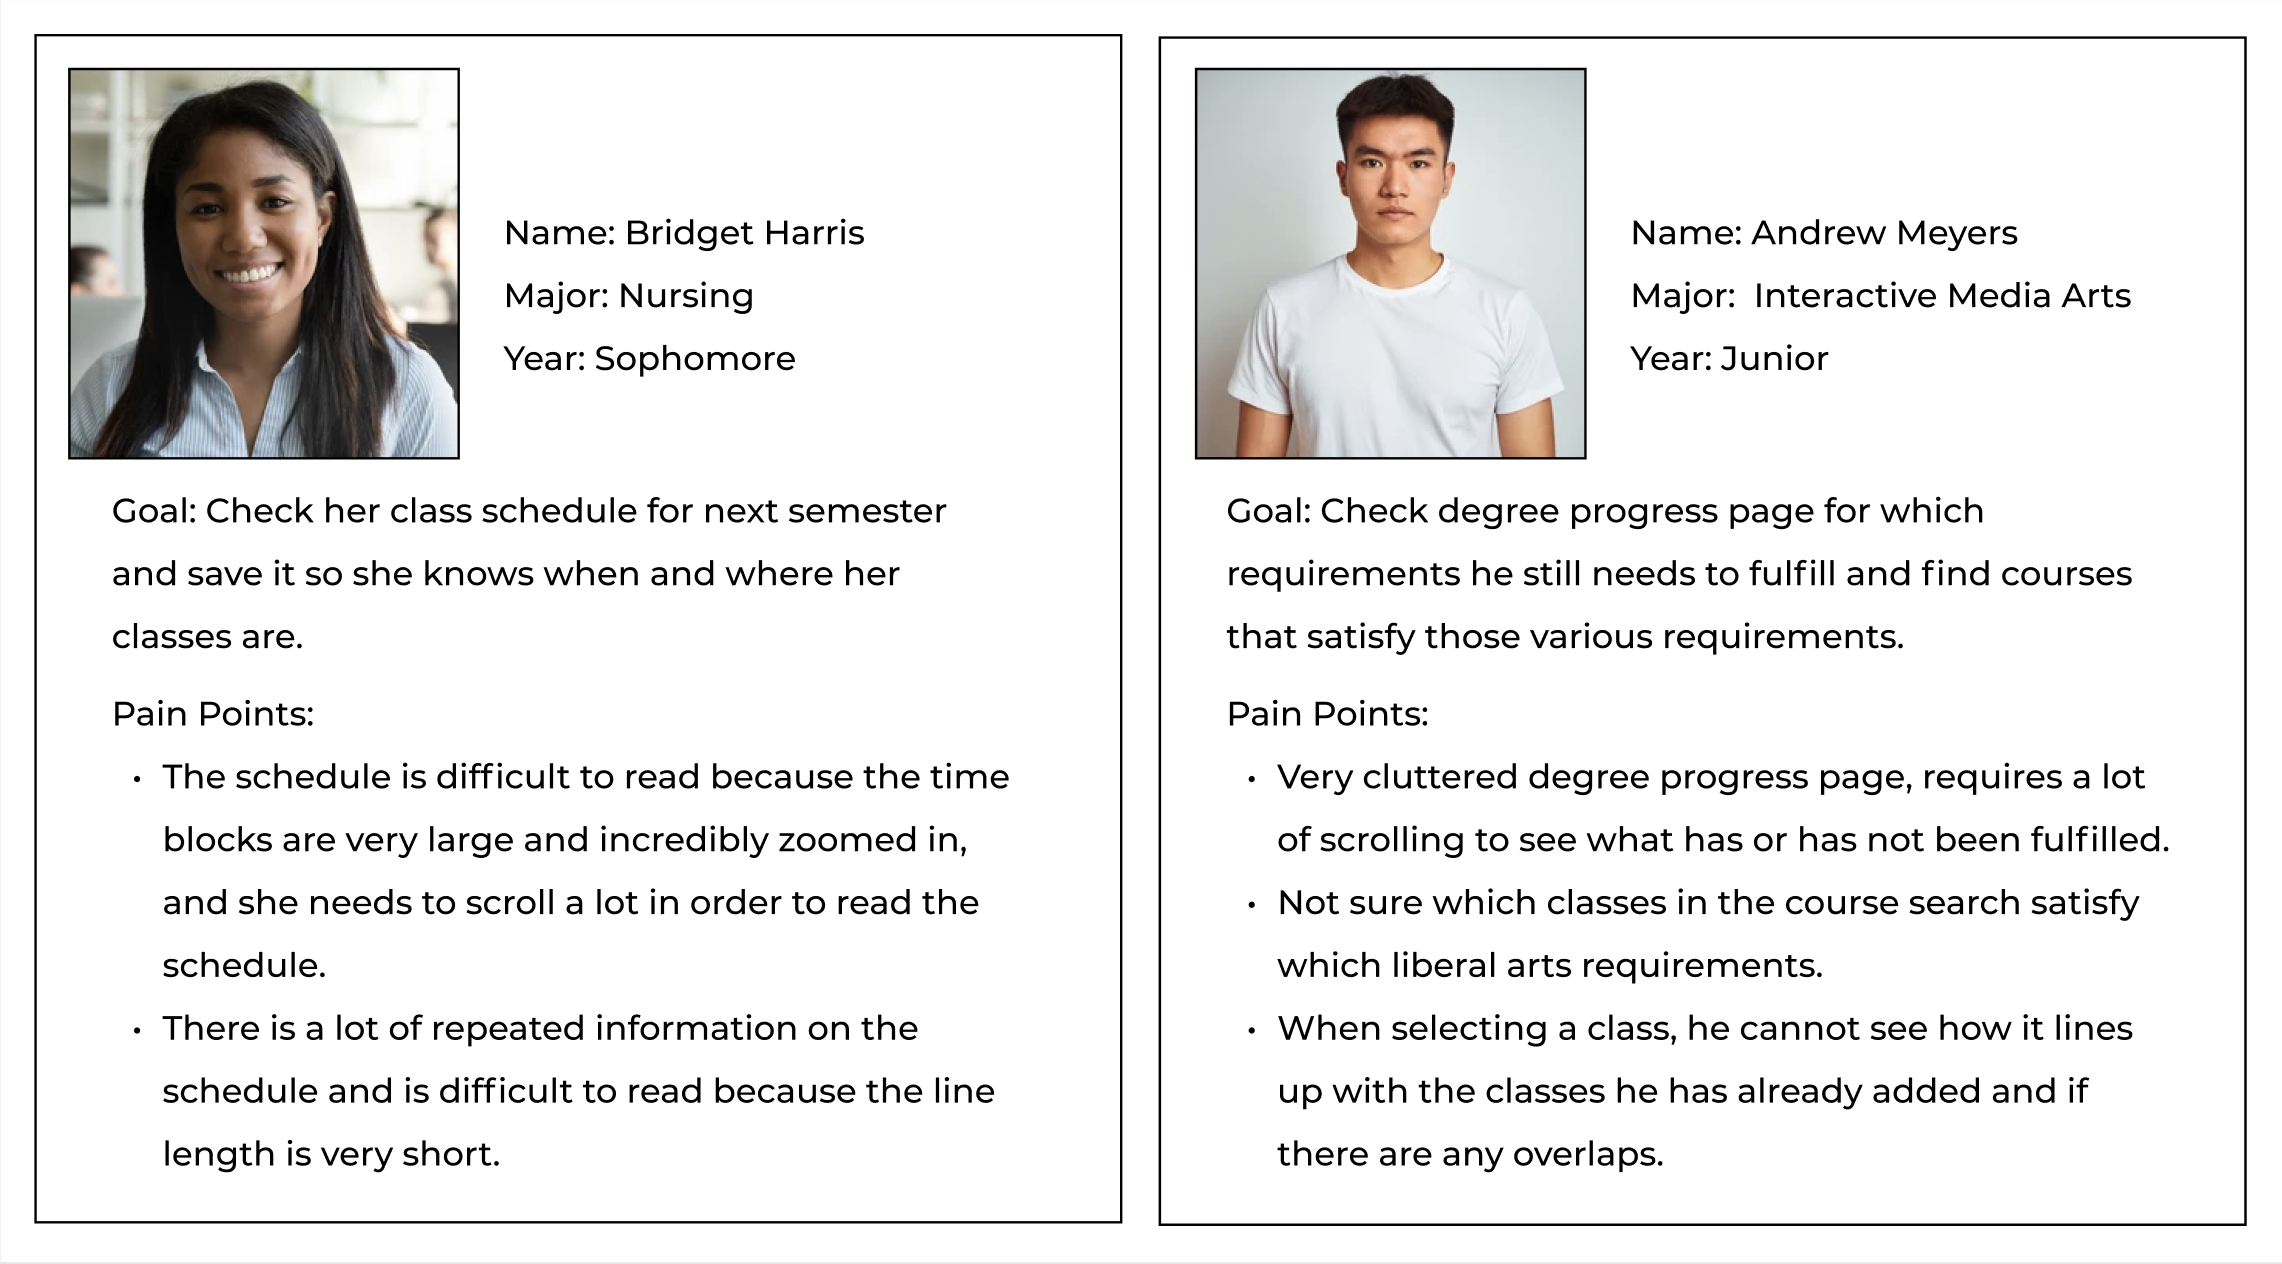 Name: Bridget Harris
Major: Nursing
Year: Sophomore
Goal: Check her class schedule for next semester
and save it so she knows when and where her
classes are.
Pain Points:
• The schedule is difficult to read because the time
blocks are very large and incredibly zoomed in,
and she needs to scroll a lot in order to read the
schedule.
• There is a lot of repeated information on the
schedule and is difficult to read because the line
length is very short.
Name: Andrew Meyers
Major:  Interactive Media Arts
Year: Junior
Goal: Check degree progress page for which
requirements he still needs to fulfill and find courses
that satisfy those various requirements.
Pain Points:
• Very cluttered degree progress page, requires a lot
of scrolling to see what has or has not been fulfilled.
• Not sure which classes in the course search satisfy
which liberal arts requirements.
• When selecting a class, he cannot see how it lines
up with the classes he has already added and if
there are any overlaps.